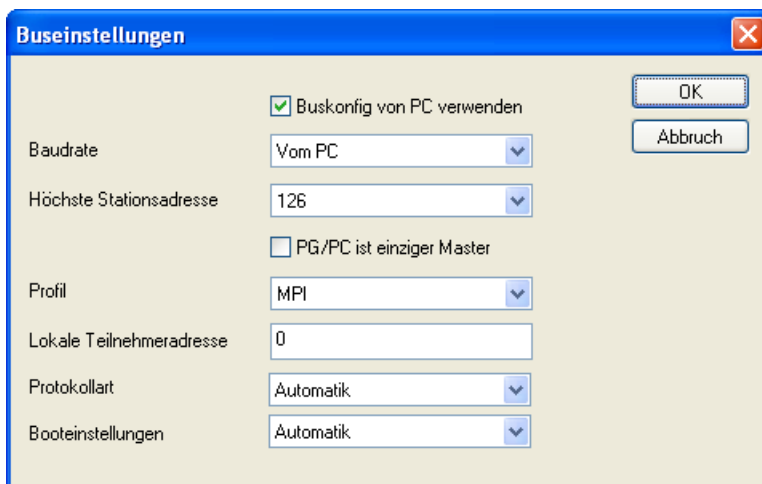 Buseinstellungen
Buskonfig von PC verwenden
OK
Baudrate
Vom PC
Abbruch
Höchste Stationsadresse
126
PG/PC ist einziger Master
Profil
MPI
Lokale Teilnehmeradresse
0
Protokollart
Automatik
Booteinstellungen
Automatik